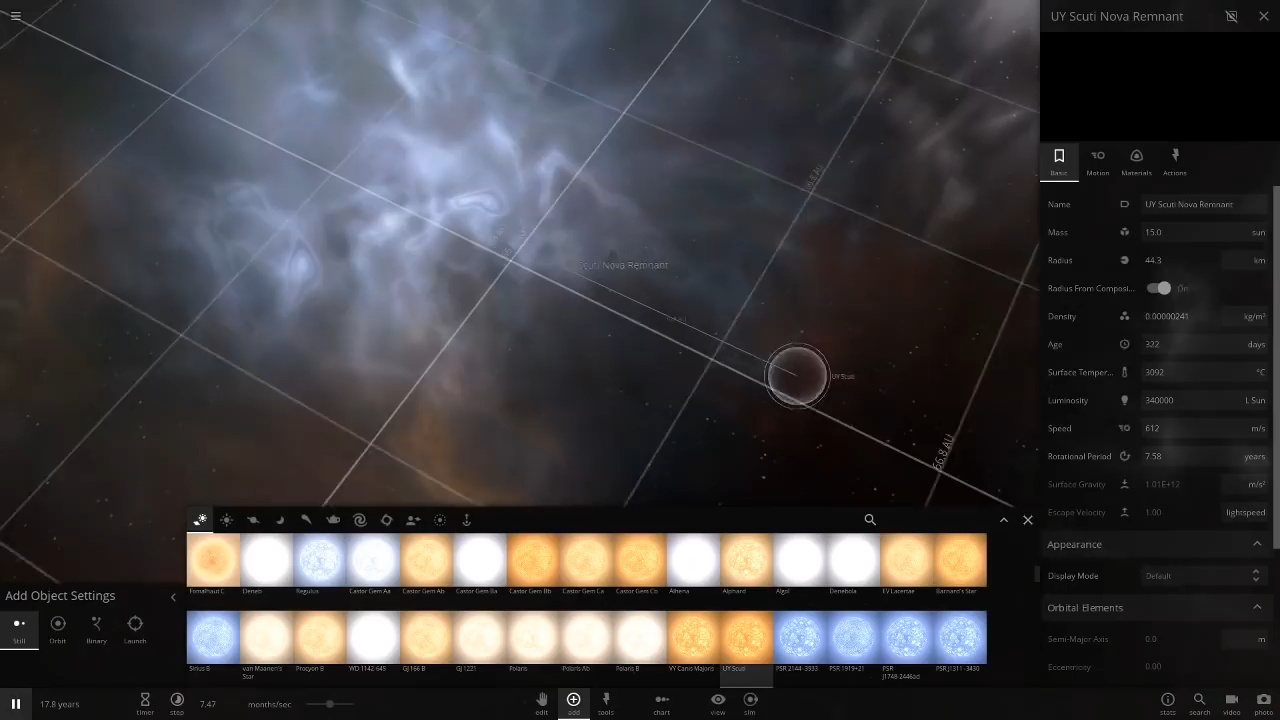 UY Scuti Nova Remnant
Basic
Motion
Materials
Actions
Name
UY Scuti Nova Remnant
Mass
15.0
sun
Radius
44.3
km
Radius From Composi...
On
Density
0.00000241
kg/m³
Age
322
days
Surface Temper...
3092
°C
Luminosity
340000
L Sun
Speed
612
m/s
Rotational Period
7.58
years
Surface Gravity
1.01E+12
m/s²
Escape Velocity
1.00
lightspeed
Appearance
Display Mode
Default
Orbital Elements
Semi-Major Axis
0.0
m
Eccentricity
0.00
Scuti Nova Remnant
UY Scuti
56.8 AU
Fomalhaut C
Deneb
Regulus
Castor Gem Aa
Castor Gem Ab
Castor Gem Ba
Castor Gem Bb
Castor Gem Ca
Castor Gem Cb
Alhena
Alphard
Algol
Denebola
EV Lacertae
Barnard's Star
Sirius B
van Maanen's Star
Procyon B
WD 1142-645
GJ 166 B
GJ 1221
Polaris
Polaris Ab
Polaris B
VY Canis Majoris
UY Scuti
PSR 2144-3933
PSR 1919+21
PSR J1748-2446ad
PSR J1311-3430
Add Object Settings
Still
Orbit
Binary
Launch
17.8 years
timer
step
7.47
months/sec
edit
add
tools
chart
view
sim
stats
search
video
photo